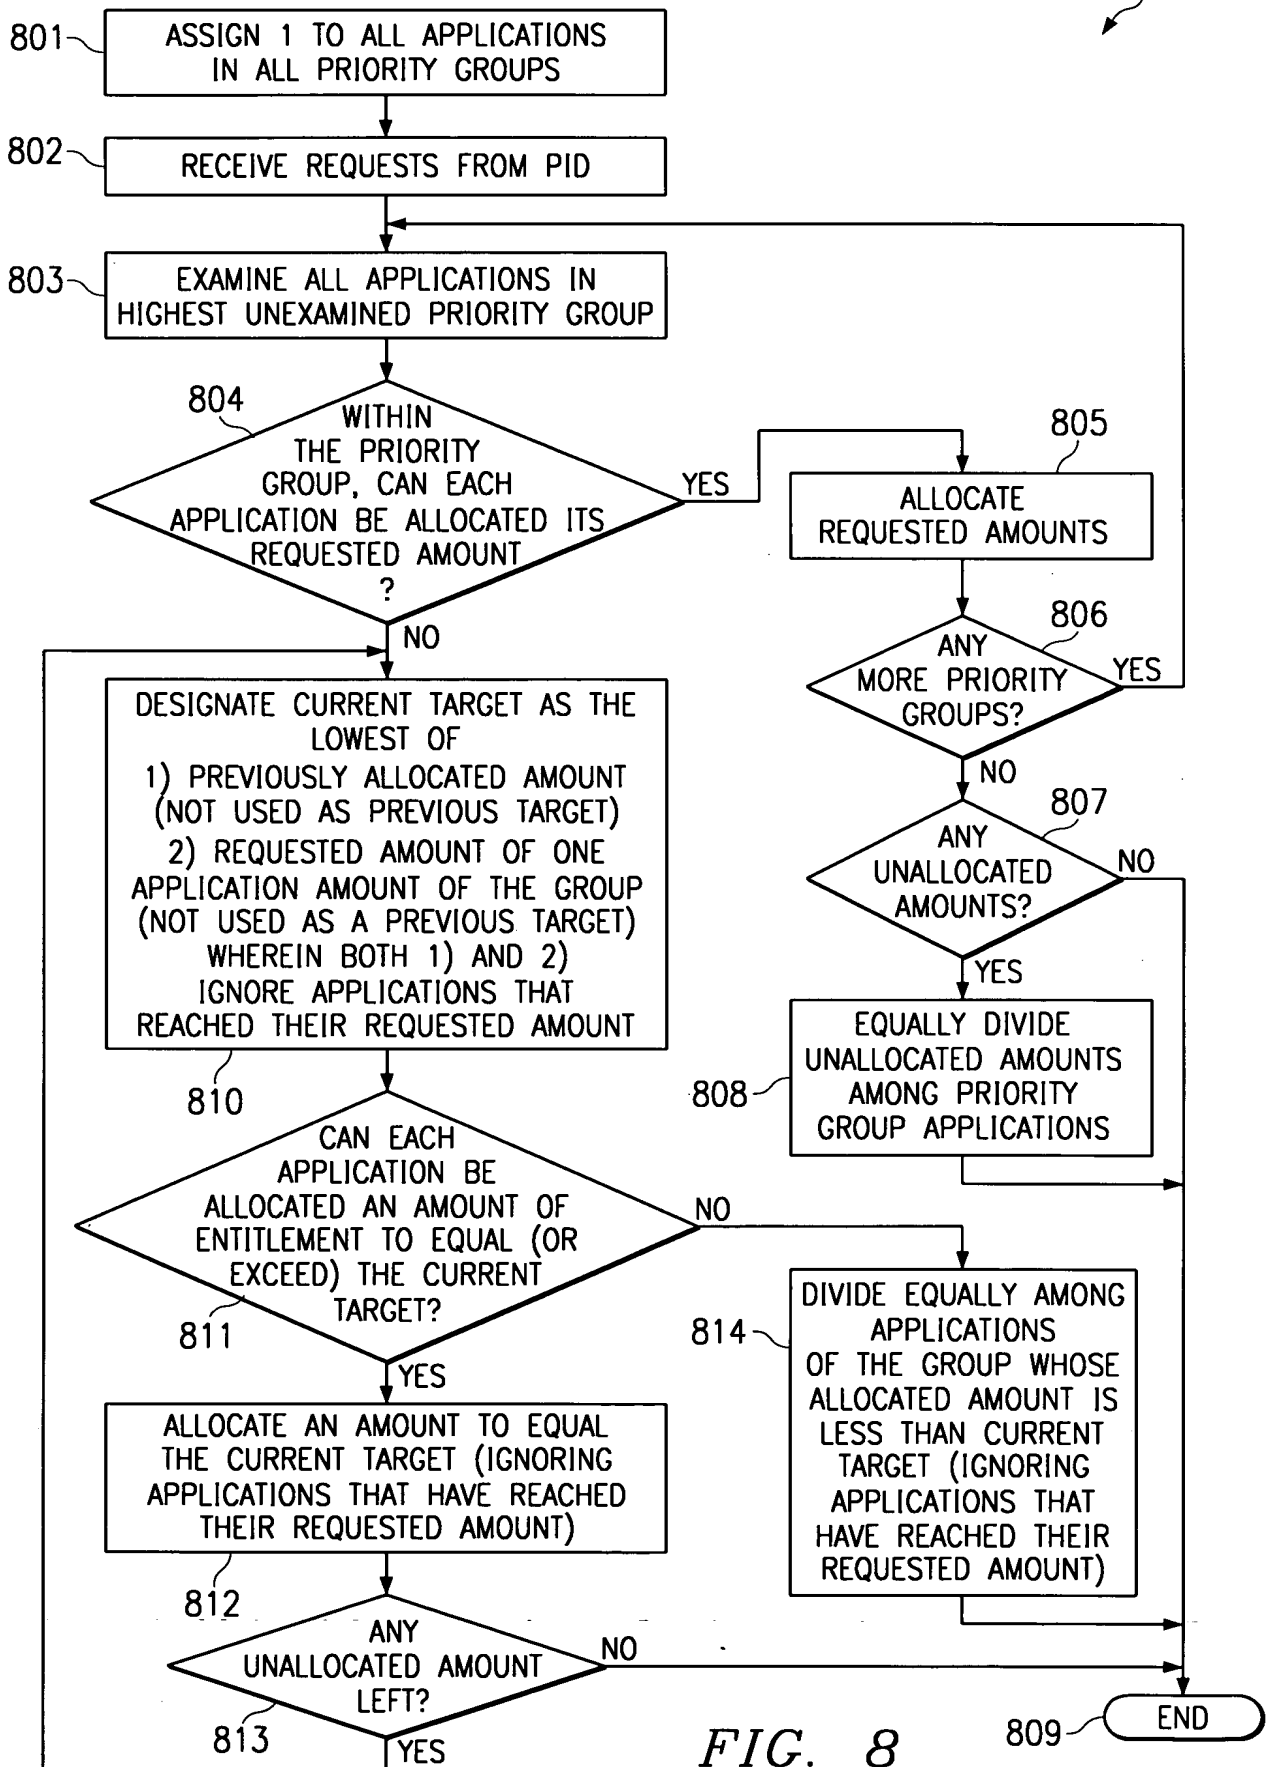 801
ASSIGN 1 TO ALL APPLICATIONS
IN ALL PRIORITY GROUPS
802
RECEIVE REQUESTS FROM PID
803
EXAMINE ALL APPLICATIONS IN
HIGHEST UNEXAMINED PRIORITY GROUP
804
WITHIN
THE PRIORITY
GROUP, CAN EACH
APPLICATION BE ALLOCATED ITS
REQUESTED AMOUNT
?
YES
NO
805
ALLOCATE
REQUESTED AMOUNTS
806
ANY
MORE PRIORITY
GROUPS?
YES
NO
807
ANY
UNALLOCATED
AMOUNTS?
NO
YES
808
EQUALLY DIVIDE
UNALLOCATED AMOUNTS
AMONG PRIORITY
GROUP APPLICATIONS
DESIGNATE CURRENT TARGET AS THE
LOWEST OF
1) PREVIOUSLY ALLOCATED AMOUNT
(NOT USED AS PREVIOUS TARGET)
2) REQUESTED AMOUNT OF ONE
APPLICATION AMOUNT OF THE GROUP
(NOT USED AS A PREVIOUS TARGET)
WHEREIN BOTH 1) AND 2)
IGNORE APPLICATIONS THAT
REACHED THEIR REQUESTED AMOUNT
810
CAN EACH
APPLICATION BE
ALLOCATED AN AMOUNT OF
ENTITLEMENT TO EQUAL (OR
EXCEED) THE CURRENT
TARGET?
811
NO
YES
814
DIVIDE EQUALLY AMONG
APPLICATIONS
OF THE GROUP WHOSE
ALLOCATED AMOUNT IS
LESS THAN CURRENT
TARGET (IGNORING
APPLICATIONS THAT
HAVE REACHED THEIR
REQUESTED AMOUNT)
ALLOCATE AN AMOUNT TO EQUAL
THE CURRENT TARGET (IGNORING
APPLICATIONS THAT HAVE REACHED
THEIR REQUESTED AMOUNT)
812
ANY
UNALLOCATED AMOUNT
LEFT?
813
NO
YES
809
END
FIG. 8